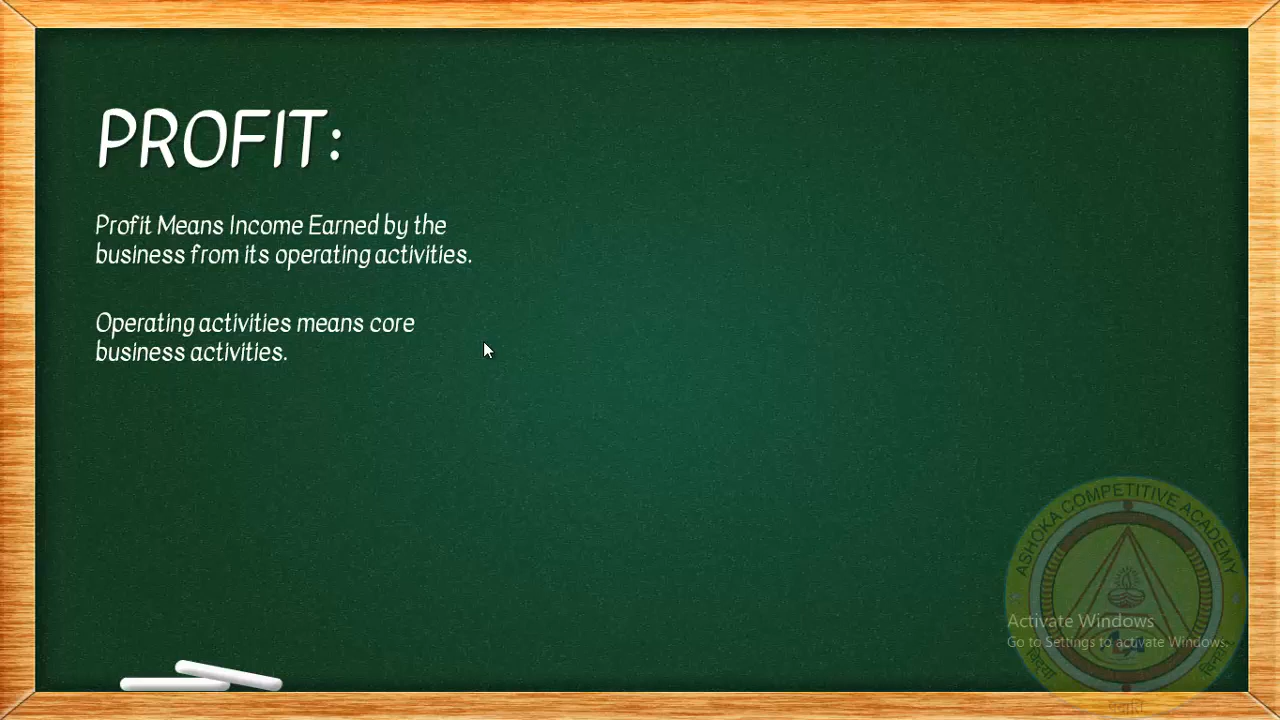 PROFIT:
Profit Means Income Earned by the
business from its operating activities.
Operating activities means core
business activities.
ASHOKA COMPETITIVE ACADEMY
Activate Windows
Go to Settings to activate Windows.